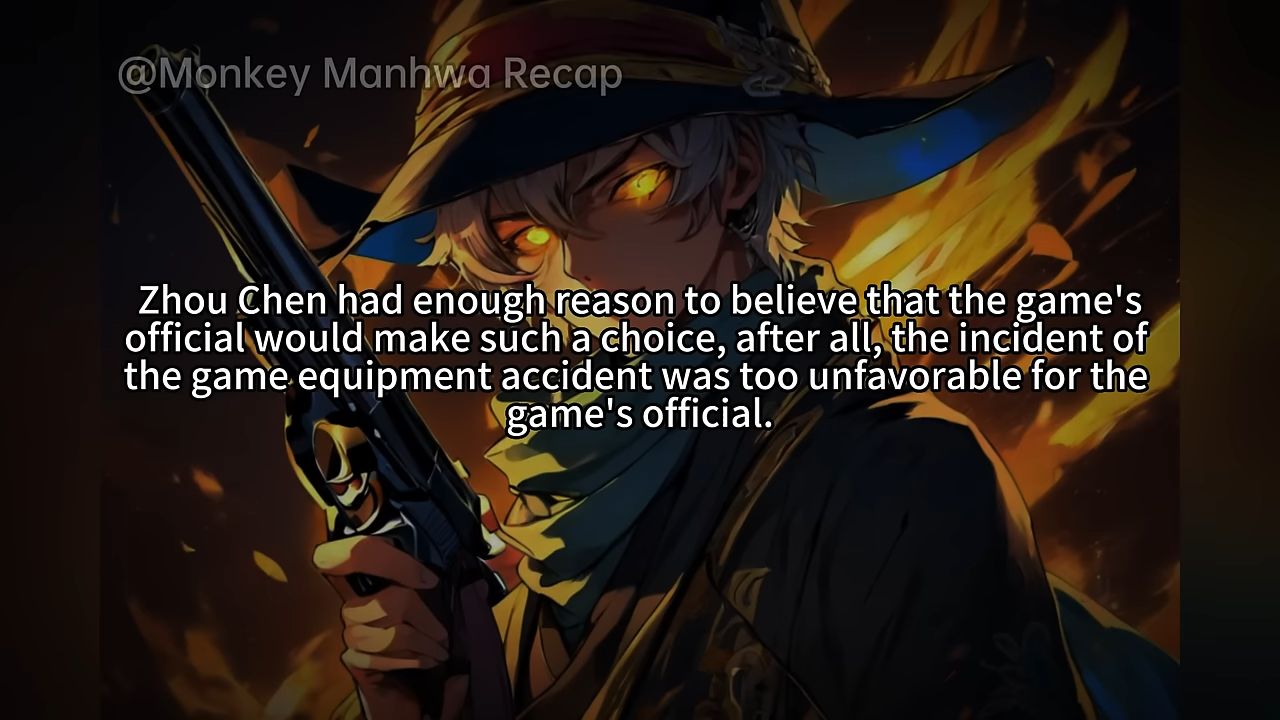 @Monkey Manhwa Recap
Zhou Chen had enough reason to believe that the game's
official would make such a choice, after all, the incident of
the game equipment accident was too unfavorable for the
game's official.